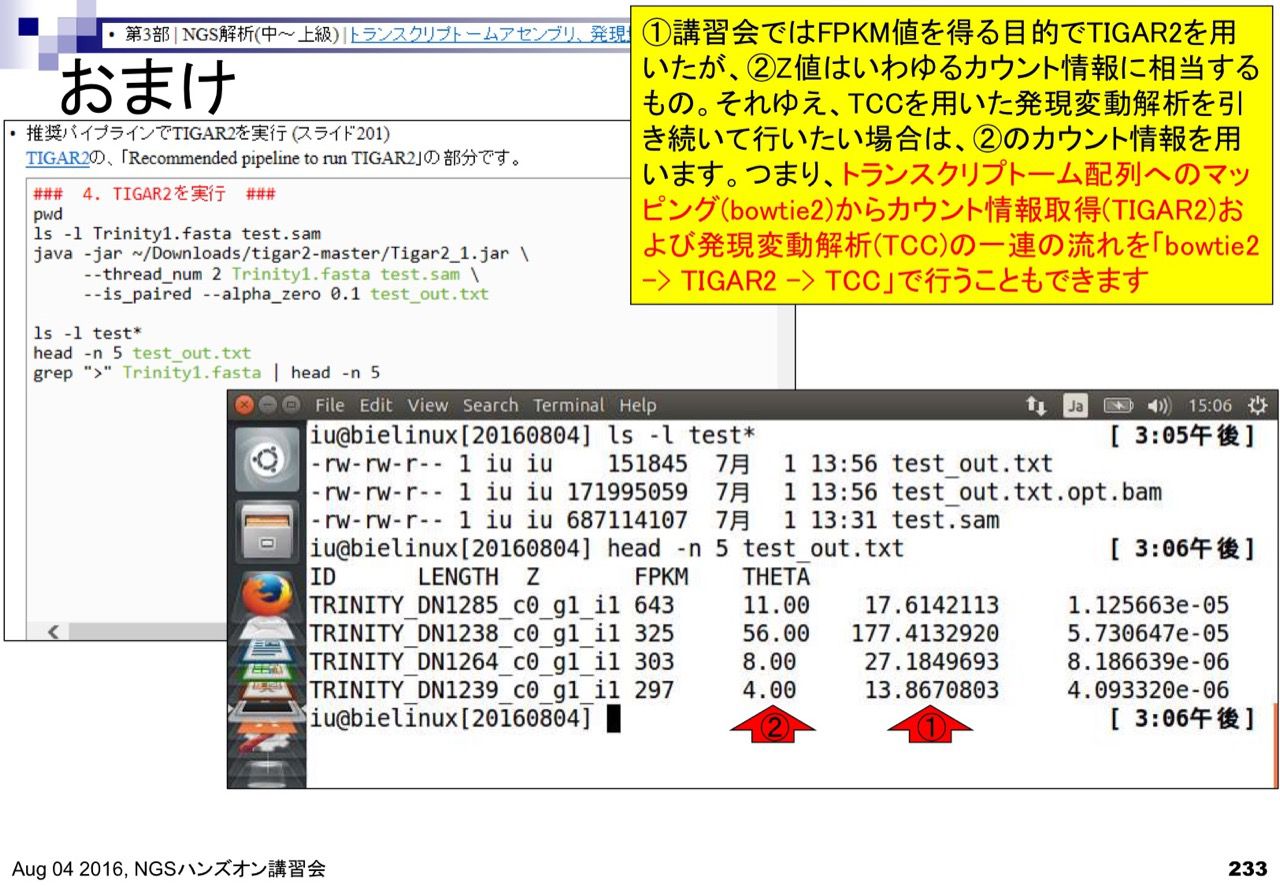 • 第3部 | NGS解析(中～上級) | トランスクリプトームアセンブリ、発現
おまけ
①講習会ではFPKM値を得る目的でTIGAR2を用
いたが、②Z値はいわゆるカウント情報に相当する
もの。それゆえ、TCCを用いた発現変動解析を引
き続いて行いたい場合は、②のカウント情報を用
います。つまり、トランスクリプトーム配列へのマッ
ピング(bowtie2)からカウント情報取得(TIGAR2)お
よび発現変動解析(TCC)の一連の流れを「bowtie2
-> TIGAR2 -> TCC」で行うこともできます
• 推奨パイプラインでTIGAR2を実行 (スライド201)
TIGAR2の、「Recommended pipeline to run TIGAR2」の部分です。
### 4. TIGAR2を実行 ###
pwd
ls -l Trinity1.fasta test.sam
java -jar ~/Downloads/tigar2-master/Tigar2_1.jar \
--thread_num 2 Trinity1.fasta test.sam \
--is_paired --alpha_zero 0.1 test_out.txt
ls -l test*
head -n 5 test_out.txt
grep ">" Trinity1.fasta | head -n 5
File Edit View Search Terminal Help Ja 15:06
iu@bielinux[20160804] ls -l test* [ 3:05午後]
-rw-rw-r-- 1 iu iu 151845 7月 1 13:56 test_out.txt
-rw-rw-r-- 1 iu iu 171995059 7月 1 13:56 test_out.txt.opt.bam
-rw-rw-r-- 1 iu iu 687114107 7月 1 13:31 test.sam
iu@bielinux[20160804] head -n 5 test_out.txt [ 3:06午後]
ID LENGTH Z FPKM THETA
TRINITY_DN1285_c0_g1_i1 643 11.00 17.6142113 1.125663e-05
TRINITY_DN1238_c0_g1_i1 325 56.00 177.4132920 5.730647e-05
TRINITY_DN1264_c0_g1_i1 303 8.00 27.1849693 8.186639e-06
TRINITY_DN1239_c0_g1_i1 297 4.00 13.8670803 4.093320e-06
iu@bielinux[20160804] [ 3:06午後]
② ①
Aug 04 2016, NGSハンズオン講習会 233